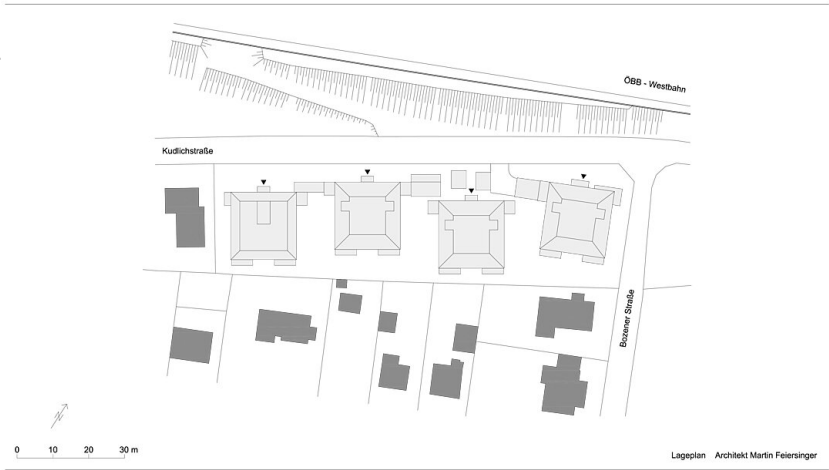 ÖBB - Westbahn
Kudlichstraße
Bozener Straße
N
0 10 20 30 m
Lageplan Architekt Martin Feiersinger